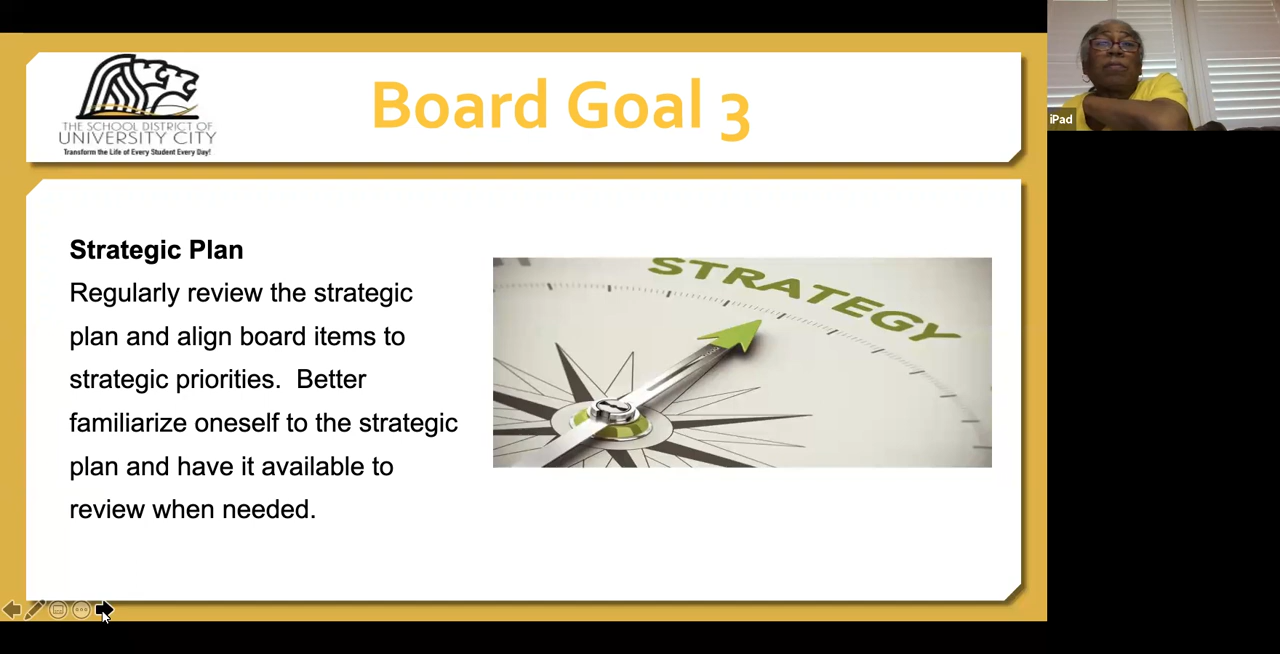 THE SCHOOL DISTRICT OF
UNIVERSITY CITY
Transform the Life of Every Student Every Day!
Board Goal 3
iPad
Strategic Plan
Regularly review the strategic
plan and align board items to
strategic priorities.  Better
familiarize oneself to the strategic
plan and have it available to
review when needed.
STRATEGY